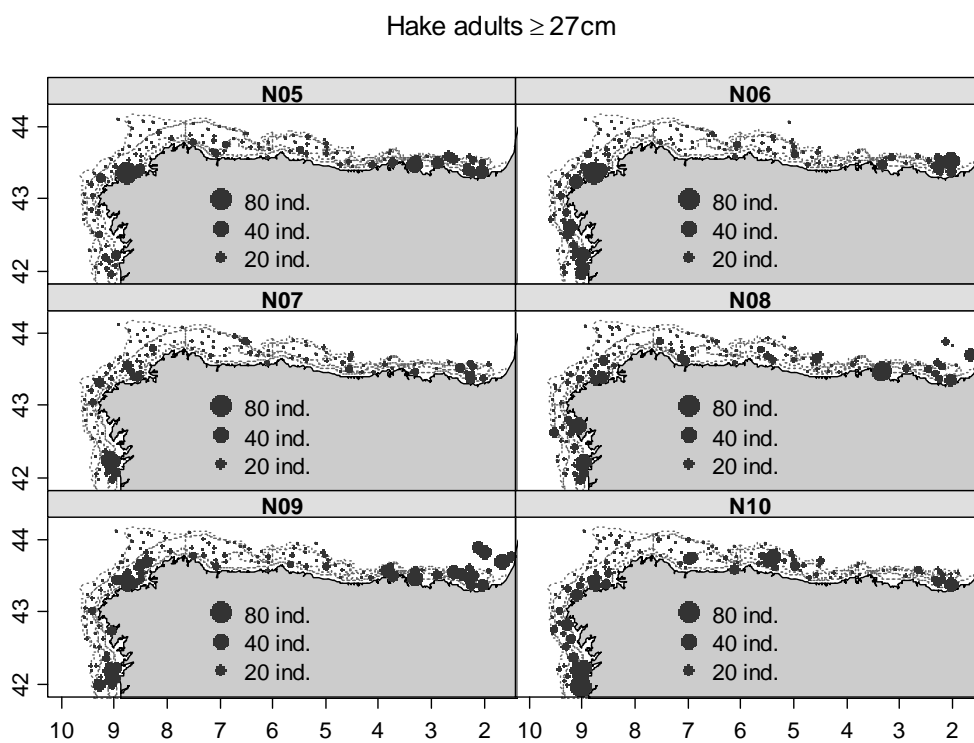 Hake adults ≥ 27cm
N05 N06
44
43
42
80 ind. 80 ind.
40 ind. 40 ind.
20 ind. 20 ind.
N07 N08
44
43
42
80 ind. 80 ind.
40 ind. 40 ind.
20 ind. 20 ind.
N09 N10
44
43
42
80 ind. 80 ind.
40 ind. 40 ind.
20 ind. 20 ind.
10 9 8 7 6 5 4 3 2 10 9 8 7 6 5 4 3 2